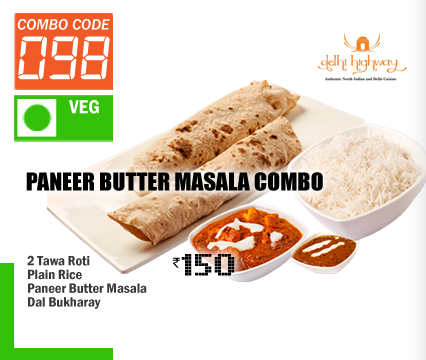 COMBO CODE
098
VEG
delhi highway
Authentic North Indian and Delhi Cuisine
PANEER BUTTER MASALA COMBO
₹150
2 Tawa Roti
Plain Rice
Paneer Butter Masala
Dal Bukharay